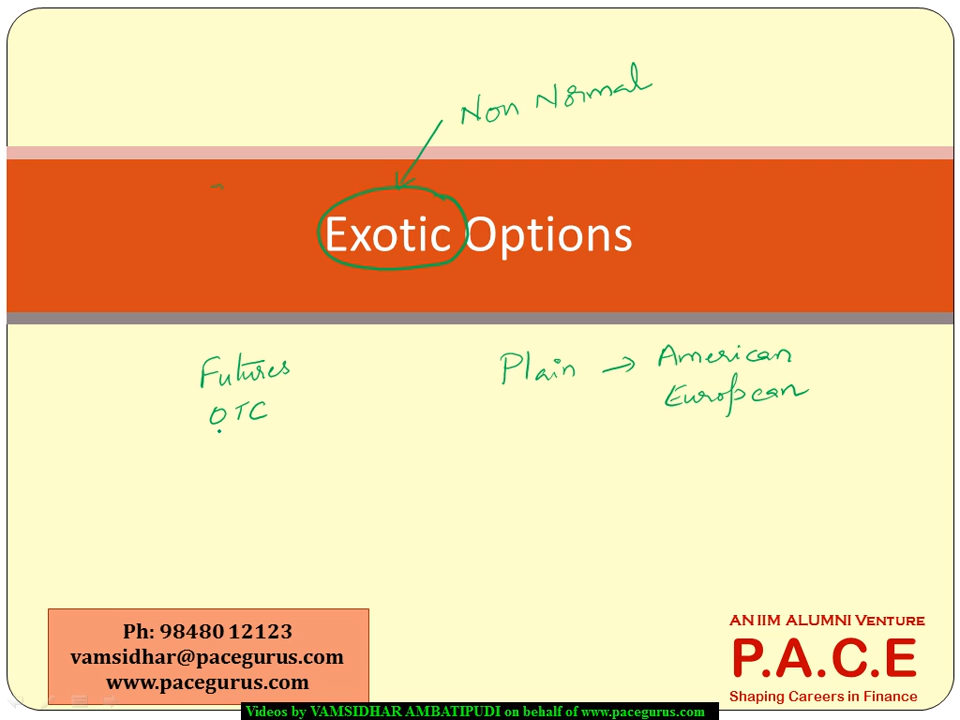 Non Normal
Exotic Options
Futures
OTC
Plain → American
European
Ph: 98480 12123
vamsidhar@pacegurus.com
www.pacegurus.com
AN IIM ALUMNI VENTURE
P.A.C.E
Shaping Careers in Finance
Videos by VAMSIDHAR AMBATIPUDI on behalf of www.pacegurus.com